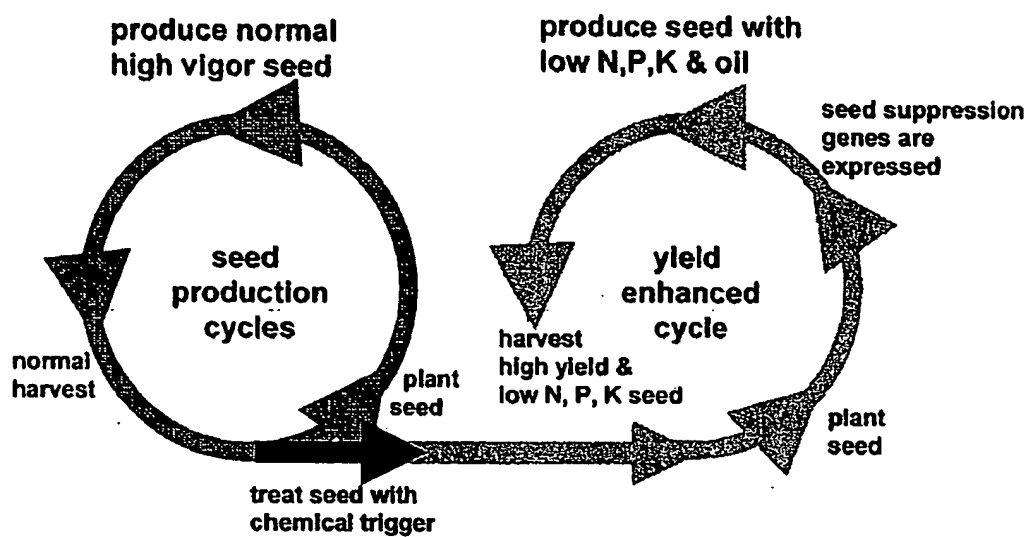 produce normal
high vigor seed
seed
production
cycles
normal
harvest
plant
seed
treat seed with
chemical trigger
produce seed with
low N,P,K & oil
seed suppression
genes are
expressed
yield
enhanced
cycle
harvest
high yield &
low N, P, K seed
plant
seed